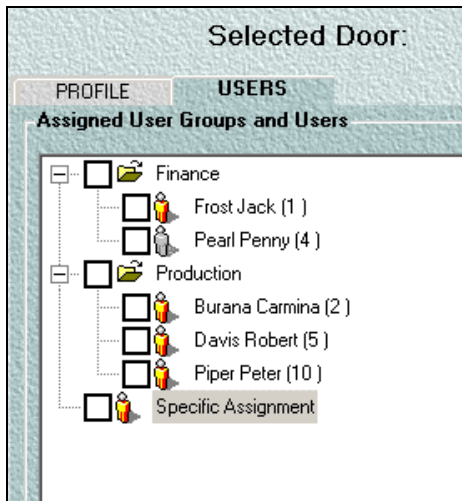 Selected Door:
PROFILE USERS
Assigned User Groups and Users
Finance
Frost Jack (1 )
Pearl Penny (4 )
Production
Burana Carmina (2 )
Davis Robert (5 )
Piper Peter (10 )
Specific Assignment